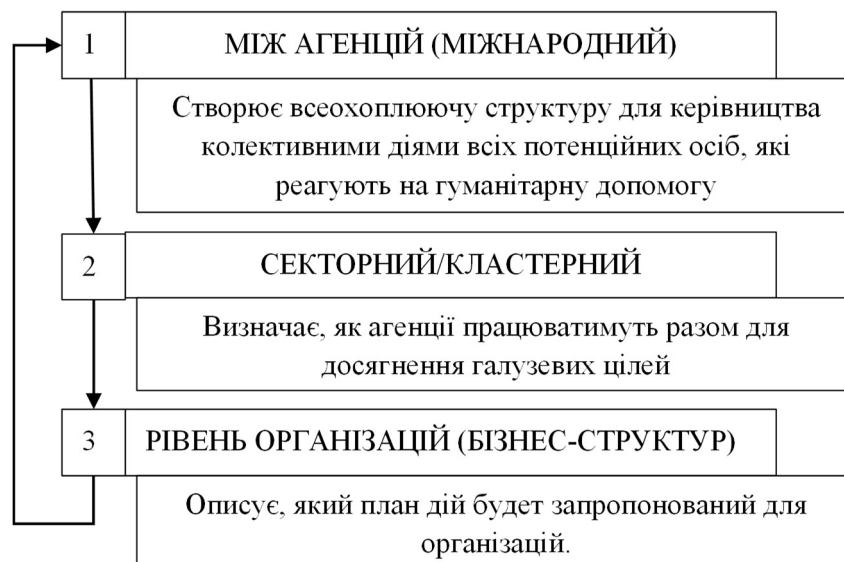 1
МІЖ АГЕНЦІЙ (МІЖНАРОДНИЙ)
Створює всеохоплюючу структуру для керівництва
колективними діями всіх потенційних осіб, які
реагують на гуманітарну допомогу
2
СЕКТОРНИЙ/КЛАСТЕРНИЙ
Визначає, як агенції працюватимуть разом для
досягнення галузевих цілей
3
РІВЕНЬ ОРГАНІЗАЦІЙ (БІЗНЕС-СТРУКТУР)
Описує, який план дій будет запропонований для
організацій.